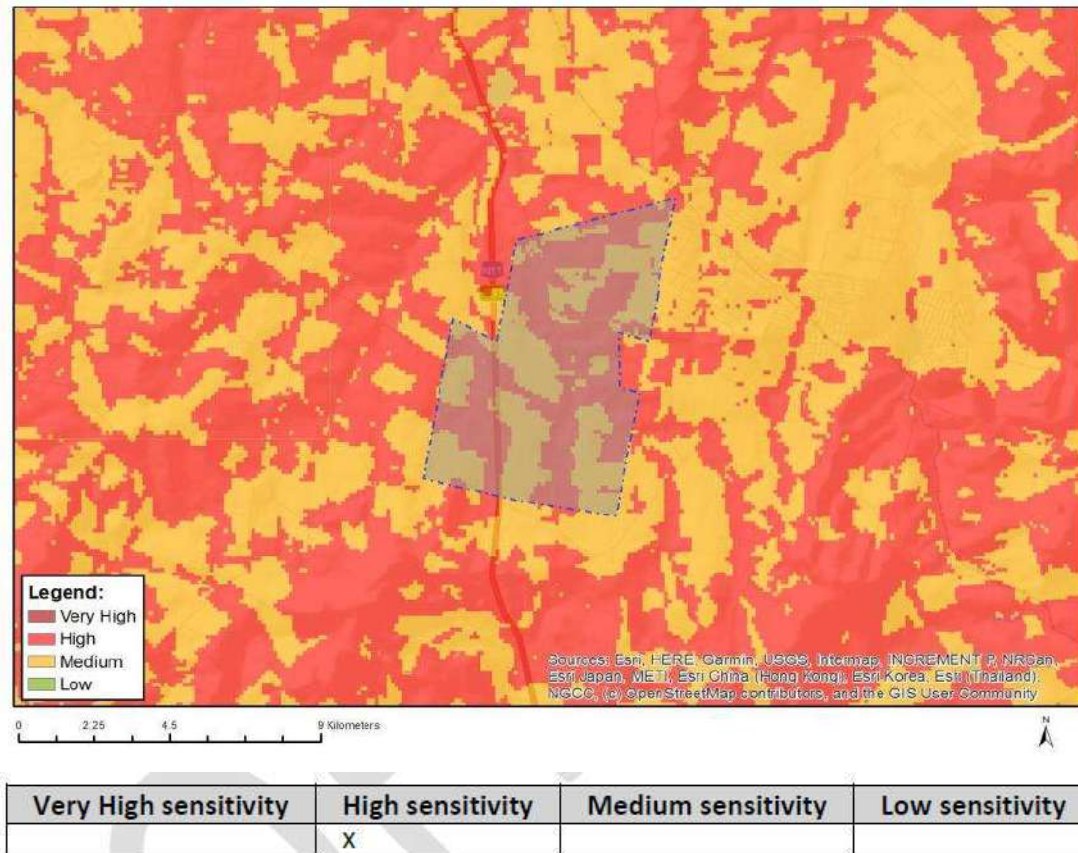 Legend:
Very High
High
Medium
Low
Sources: Esri, HERE, Garmin, USGS, Intermap, INCREMENT P, NRCan,
Esri Japan, METI, Esri China (Hong Kong), Esri Korea, Esri (Thailand),
NGCC, (c) OpenStreetMap contributors, and the GIS User Community
0 2.25 4.5 9 Kilometers
N
Very High sensitivity High sensitivity Medium sensitivity Low sensitivity
X